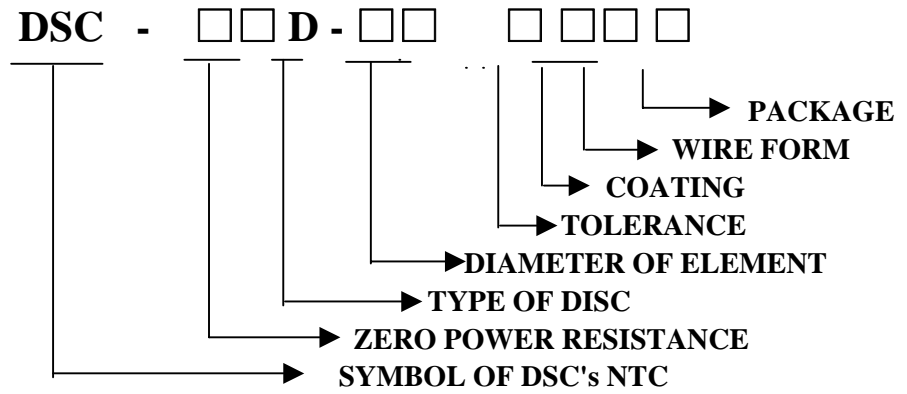 DSC - □□ D - □□ □ □□ □
PACKAGE
WIRE FORM
COATING
TOLERANCE
DIAMETER OF ELEMENT
TYPE OF DISC
ZERO POWER RESISTANCE
SYMBOL OF DSC's NTC